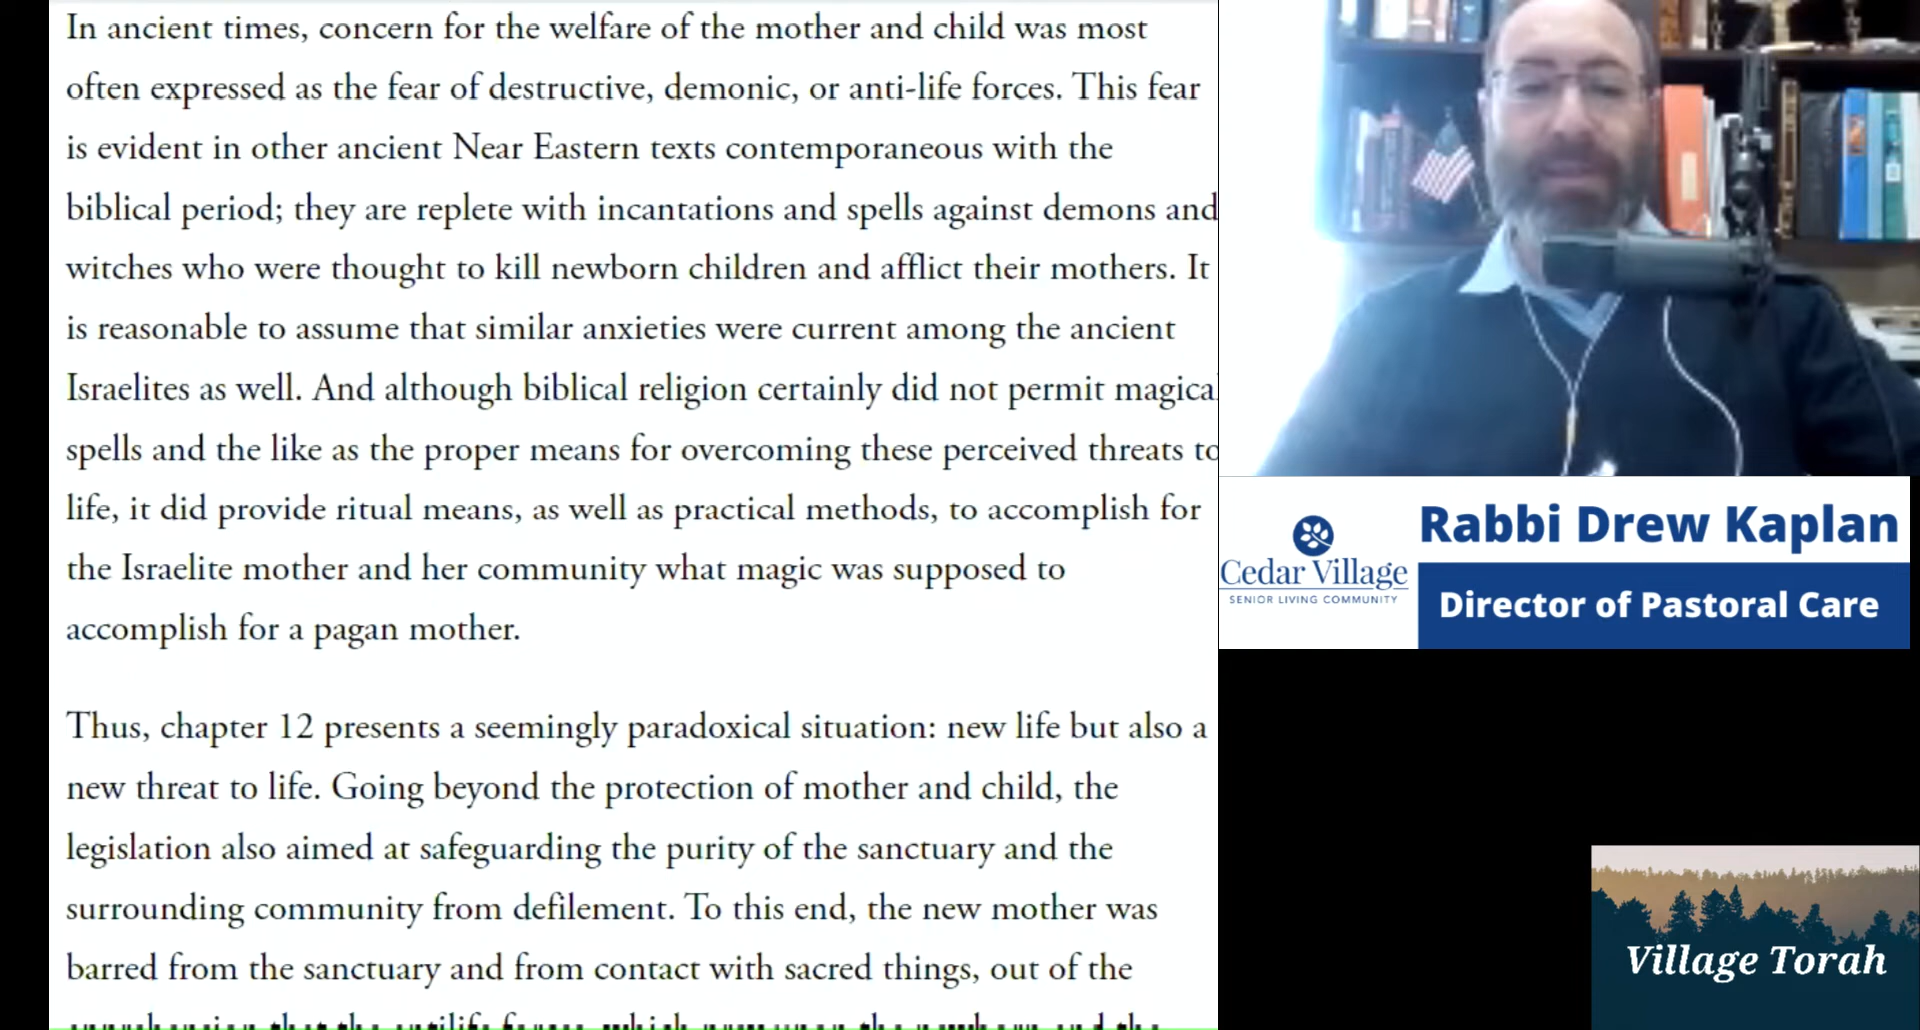 In ancient times, concern for the welfare of the mother and child was most
often expressed as the fear of destructive, demonic, or anti-life forces. This fear
is evident in other ancient Near Eastern texts contemporaneous with the
biblical period; they are replete with incantations and spells against demons and
witches who were thought to kill newborn children and afflict their mothers. It
is reasonable to assume that similar anxieties were current among the ancient
Israelites as well. And although biblical religion certainly did not permit magical
spells and the like as the proper means for overcoming these perceived threats to
life, it did provide ritual means, as well as practical methods, to accomplish for
the Israelite mother and her community what magic was supposed to
accomplish for a pagan mother.
Thus, chapter 12 presents a seemingly paradoxical situation: new life but also a
new threat to life. Going beyond the protection of mother and child, the
legislation also aimed at safeguarding the purity of the sanctuary and the
surrounding community from defilement. To this end, the new mother was
barred from the sanctuary and from contact with sacred things, out of the
Rabbi Drew Kaplan
Cedar Village
SENIOR LIVING COMMUNITY
Director of Pastoral Care
Village Torah